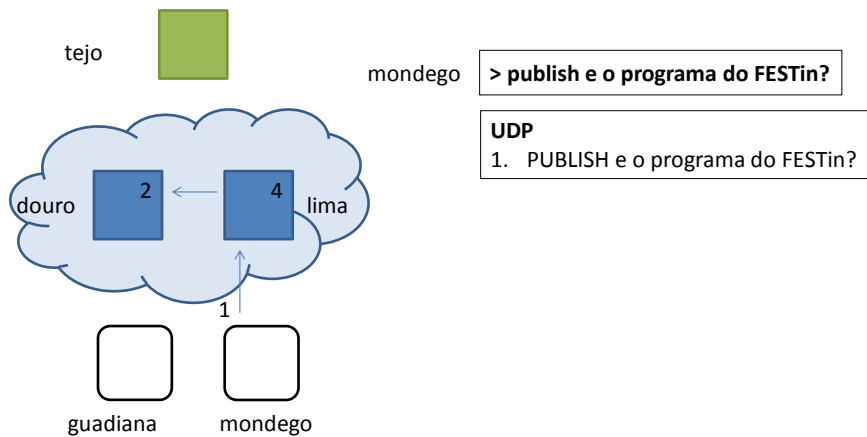 tejo
mondego
> publish e o programa do FESTin?
UDP
1. PUBLISH e o programa do FESTin?
douro
2
4
lima
1
guadiana
mondego